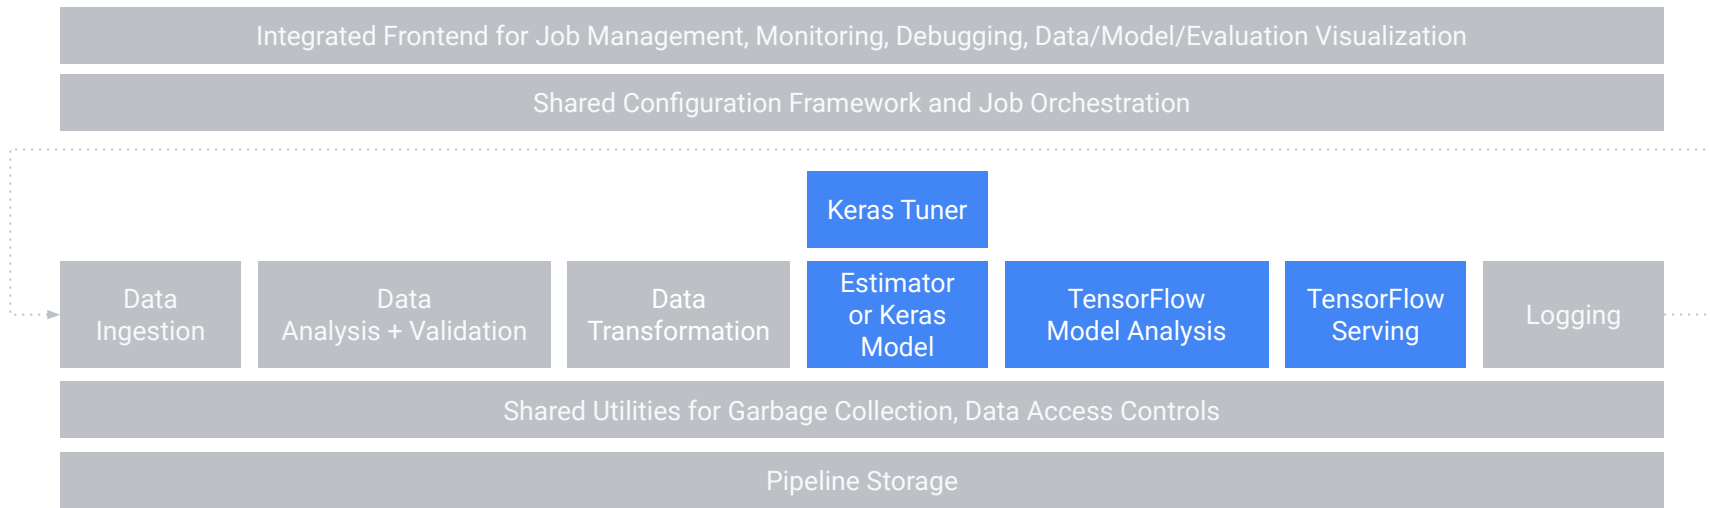 Integrated Frontend for Job Management, Monitoring, Debugging, Data/Model/Evaluation Visualization
Shared Configuration Framework and Job Orchestration
Keras Tuner
Data
Ingestion
Data
Analysis + Validation
Data
Transformation
Estimator
or Keras
Model
TensorFlow
Model Analysis
TensorFlow
Serving
Logging
Shared Utilities for Garbage Collection, Data Access Controls
Pipeline Storage